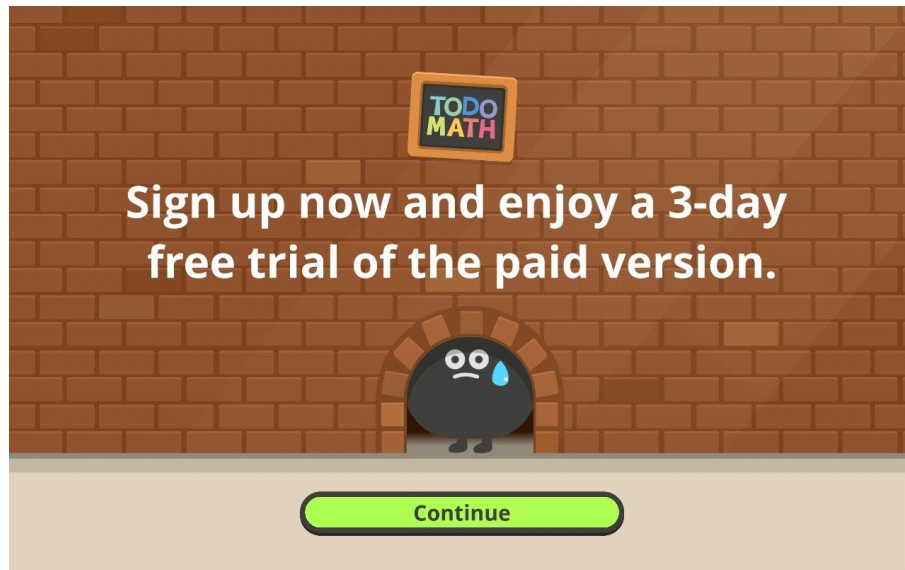 TODO
MATH
Sign up now and enjoy a 3-day
free trial of the paid version.
Continue